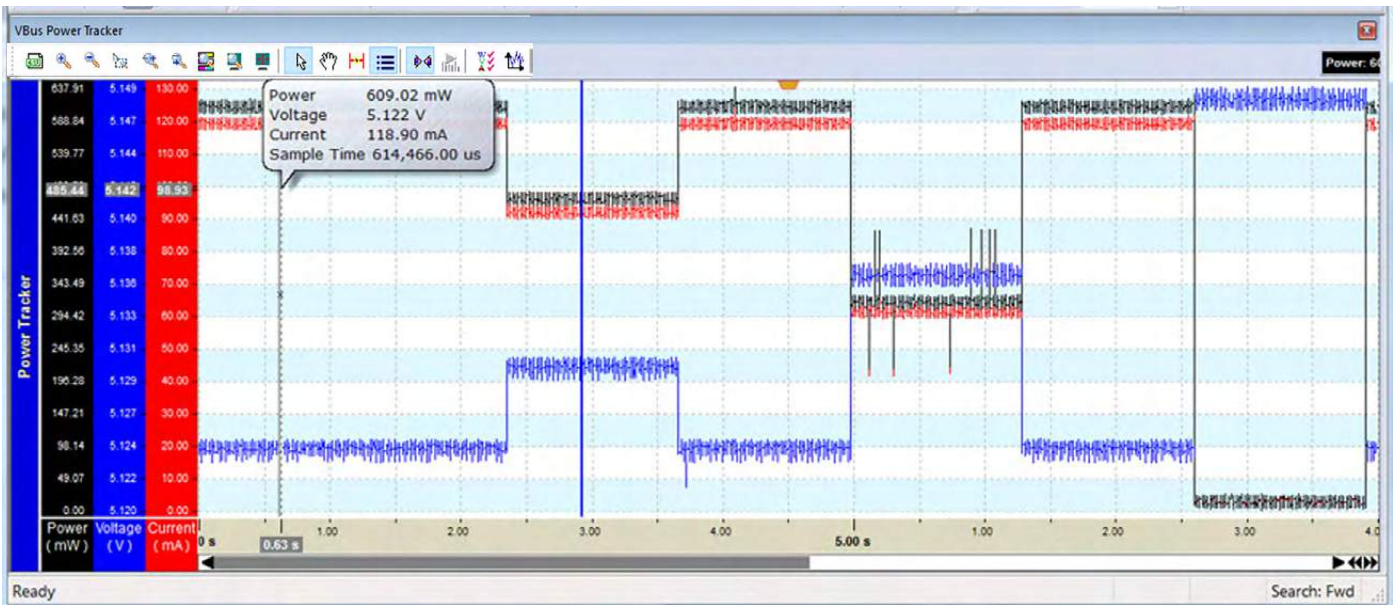 VBus Power Tracker
Power: 60
Power 609.02 mW
Voltage 5.122 V
Current 118.90 mA
Sample Time 614,466.00 us
637.91 5.149 130.00
588.84 5.147 120.00
539.77 5.144 110.00
485.44 5.142 98.93
441.63 5.140 90.00
392.56 5.138 80.00
343.49 5.136 70.00
294.42 5.133 60.00
245.35 5.131 50.00
196.28 5.129 40.00
147.21 5.127 30.00
98.14 5.124 20.00
49.07 5.122 10.00
0.00 5.120 0.00
Power Tracker
Power Voltage Current
(mW) (V) (mA)
0 s 0.63 s 1.00 2.00 3.00 4.00 5.00 s 1.00 2.00 3.00 4.0
Ready Search: Fwd